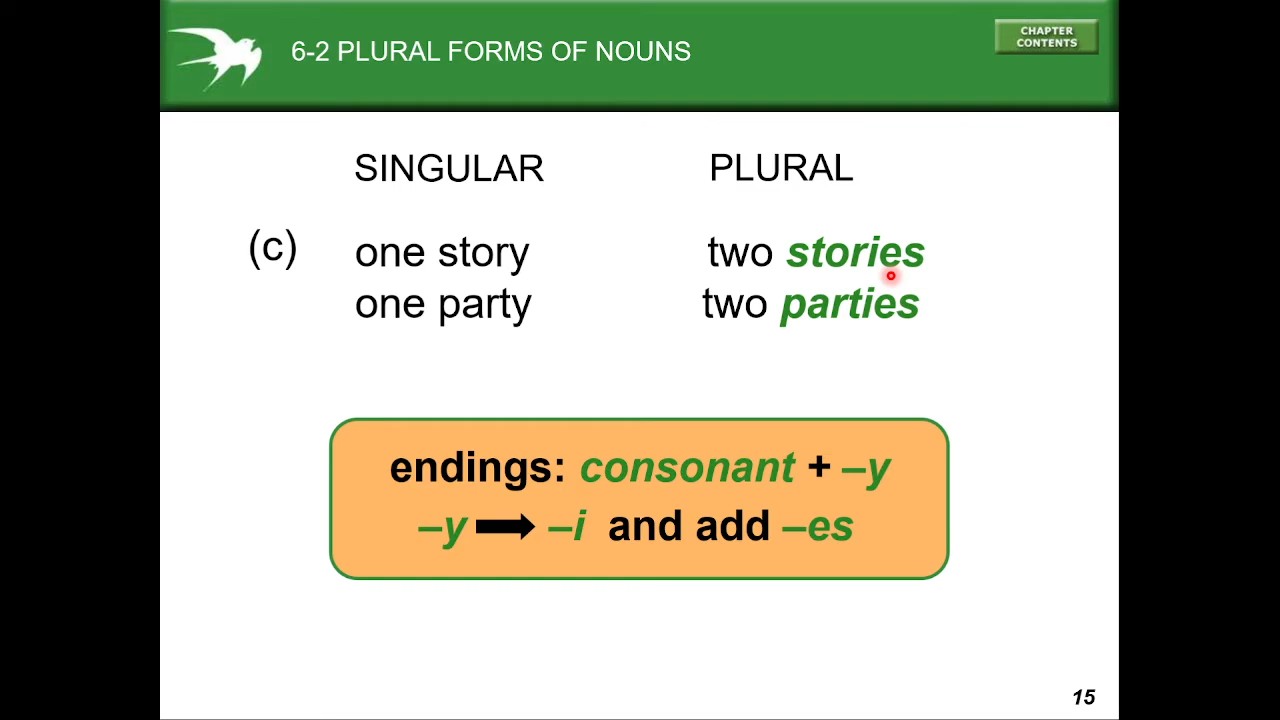 6-2 PLURAL FORMS OF NOUNS
CHAPTER
CONTENTS
SINGULAR PLURAL
(c) one story two stories
one party two parties
endings: consonant + –y
–y ➡ –i and add –es
15